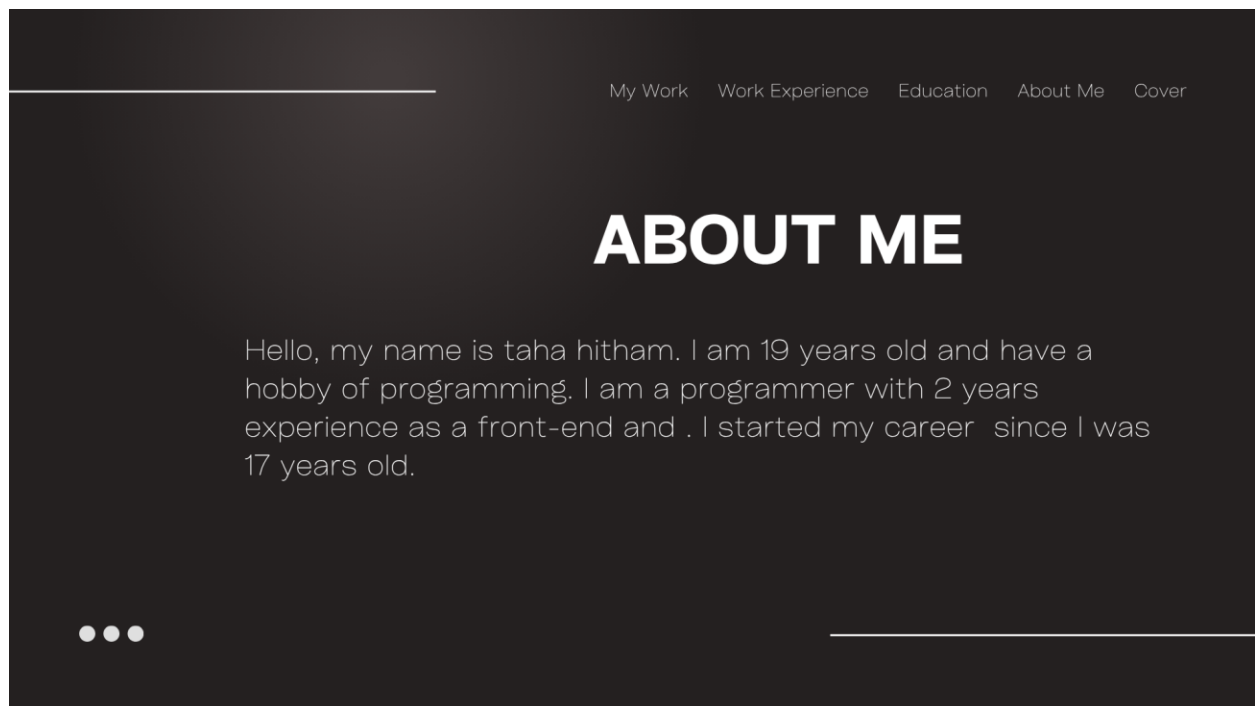 My Work Work Experience Education About Me Cover
ABOUT ME
Hello, my name is taha hitham. I am 19 years old and have a
hobby of programming. I am a programmer with 2 years
experience as a front-end and . I started my career  since I was
17 years old.